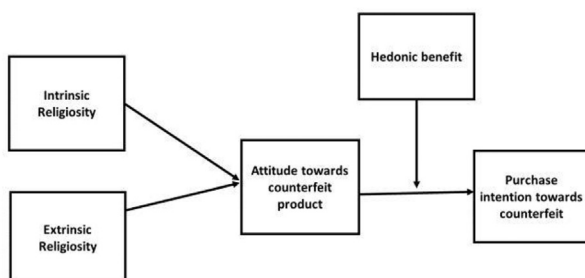 Hedonic benefit
Intrinsic
Religiosity
Attitude towards
counterfeit
product
Purchase
intention towards
counterfeit
Extrinsic
Religiosity